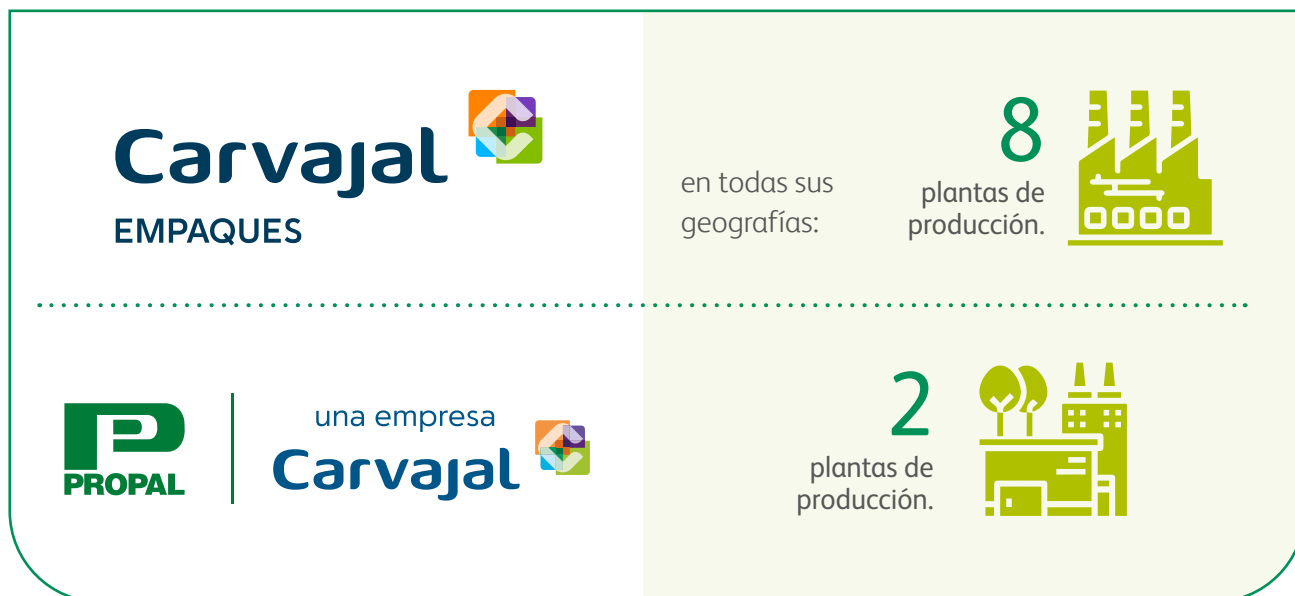 Carvajal
EMPAQUES
en todas sus
geografías:
8
plantas de
producción.
P
PROPAL
una empresa
Carvajal
2
plantas de
producción.